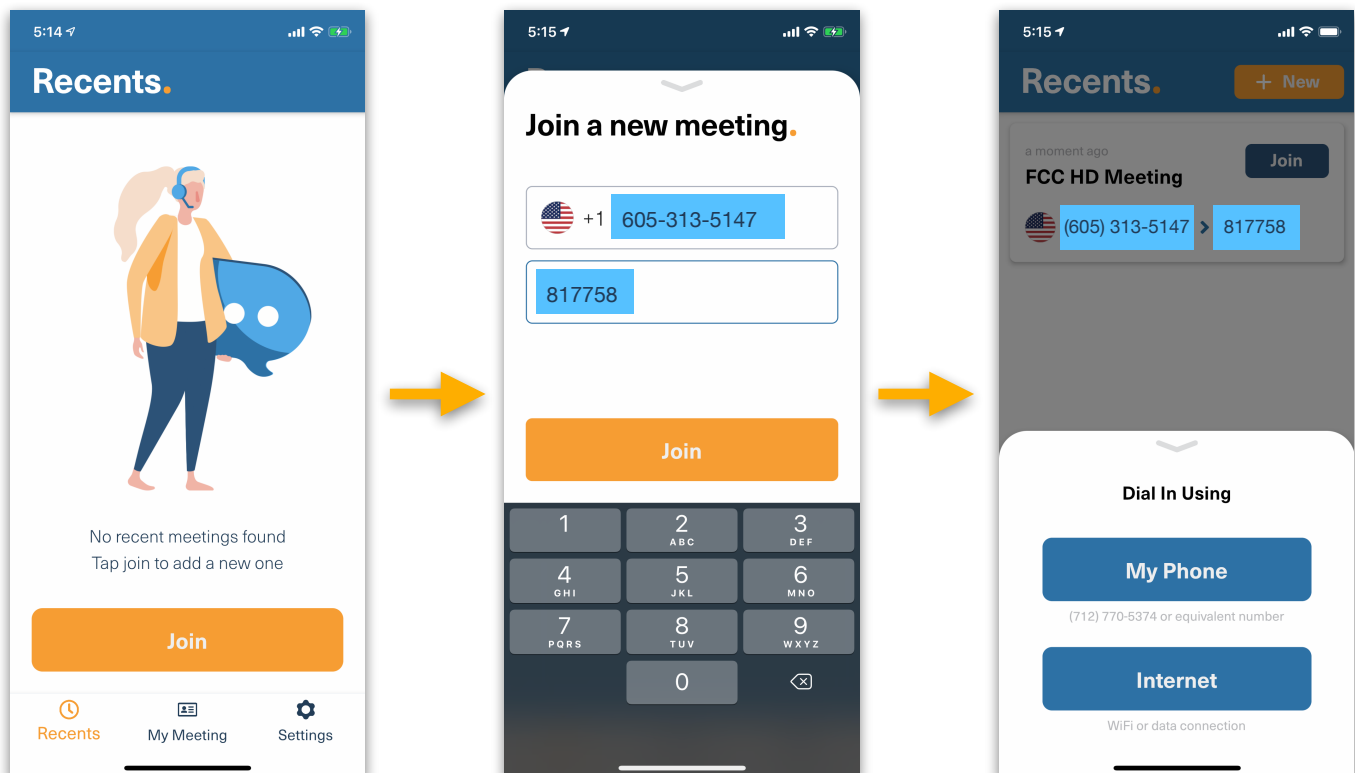 5:14
Recents.
No recent meetings found
Tap join to add a new one
Join
Recents
My Meeting
Settings
5:15
Join a new meeting.
+1 605-313-5147
817758
Join
1
2 ABC
3 DEF
4 GHI
5 JKL
6 MNO
7 PQRS
8 TUV
9 WXYZ
0
5:15
Recents.
+ New
a moment ago
Join
FCC HD Meeting
(605) 313-5147 > 817758
Dial In Using
My Phone
(712) 770-5374 or equivalent number
Internet
WiFi or data connection